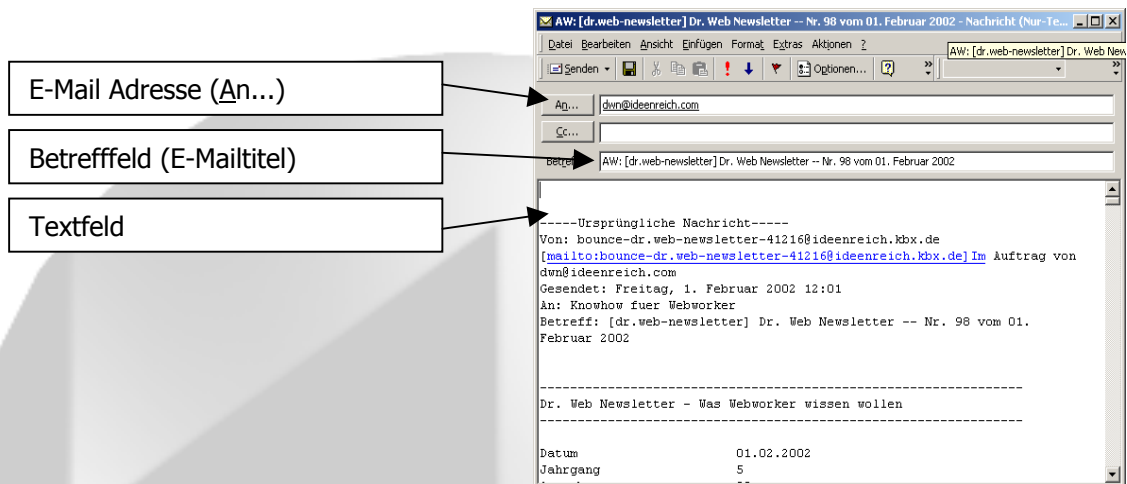 E-Mail Adresse (An...)
Betrefffeld (E-Mailtitel)
Textfeld
AW: [dr.web-newsletter] Dr. Web Newsletter -- Nr. 98 vom 01. Februar 2002 - Nachricht (Nur-Te...
Datei Bearbeiten Ansicht Einfügen Format Extras Aktionen ?
AW: [dr.web-newsletter] Dr. Web New
Senden
Optionen...
An...
dwn@ideenreich.com
Cc...
AW: [dr.web-newsletter] Dr. Web Newsletter -- Nr. 98 vom 01. Februar 2002
-----Ursprüngliche Nachricht-----
Von: bounce-dr.web-newsletter-41216@ideenreich.kbx.de
[mailto:bounce-dr.web-newsletter-41216@ideenreich.kbx.de] Im Auftrag von
dwn@ideenreich.com
Gesendet: Freitag, 1. Februar 2002 12:01
An: Knowhow fuer Webworker
Betreff: [dr.web-newsletter] Dr. Web Newsletter -- Nr. 98 vom 01.
Februar 2002
------------------------------------------------------------
Dr. Web Newsletter - Was Webworker wissen wollen
------------------------------------------------------------
Datum 01.02.2002
Jahrgang 5